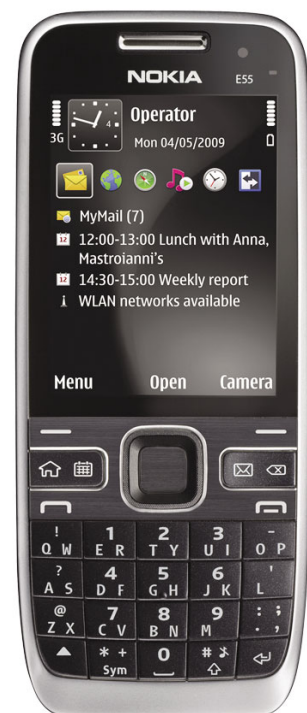 NOKIA E55
3G Operator
Mon 04/05/2009
MyMail (7)
12:00-13:00 Lunch with Anna,
Mastroianni's
14:30-15:00 Weekly report
WLAN networks available
Menu Open Camera
! 1 2 3 -
Q W E R T Y U I O P
? 4 5 6 '
A S D F G H J K L
@ 7 8 9 : ;
Z X C V B N M . ,
* + 0 #
Sym